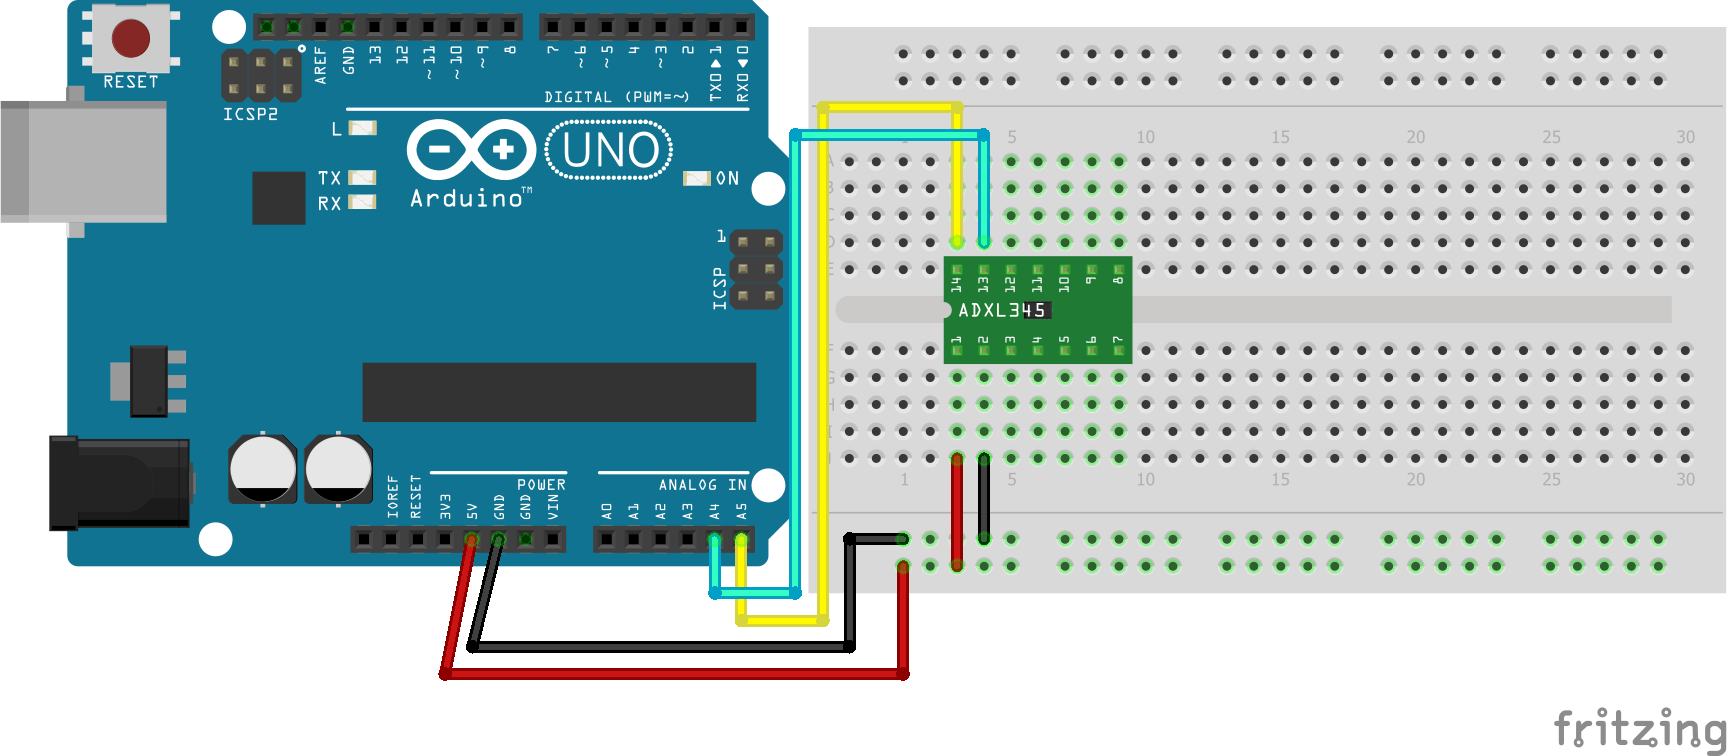 RESET
ICSP2
AREF
GND
13
12
~11
~10
~9
8
7
~6
~5
4
~3
2
TX0▶1
RX0◀0
DIGITAL (PWM=~)
L
TX
RX
UNO
Arduino™
ON
1
ICSP
POWER
ANALOG IN
IOREF
RESET
3V3
5V
GND
GND
VIN
A0
A1
A2
A3
A4
A5
5
10
15
20
25
30
14
13
12
11
10
9
8
ADXL345
1
2
3
4
5
6
7
1
5
10
15
20
25
30
fritzing